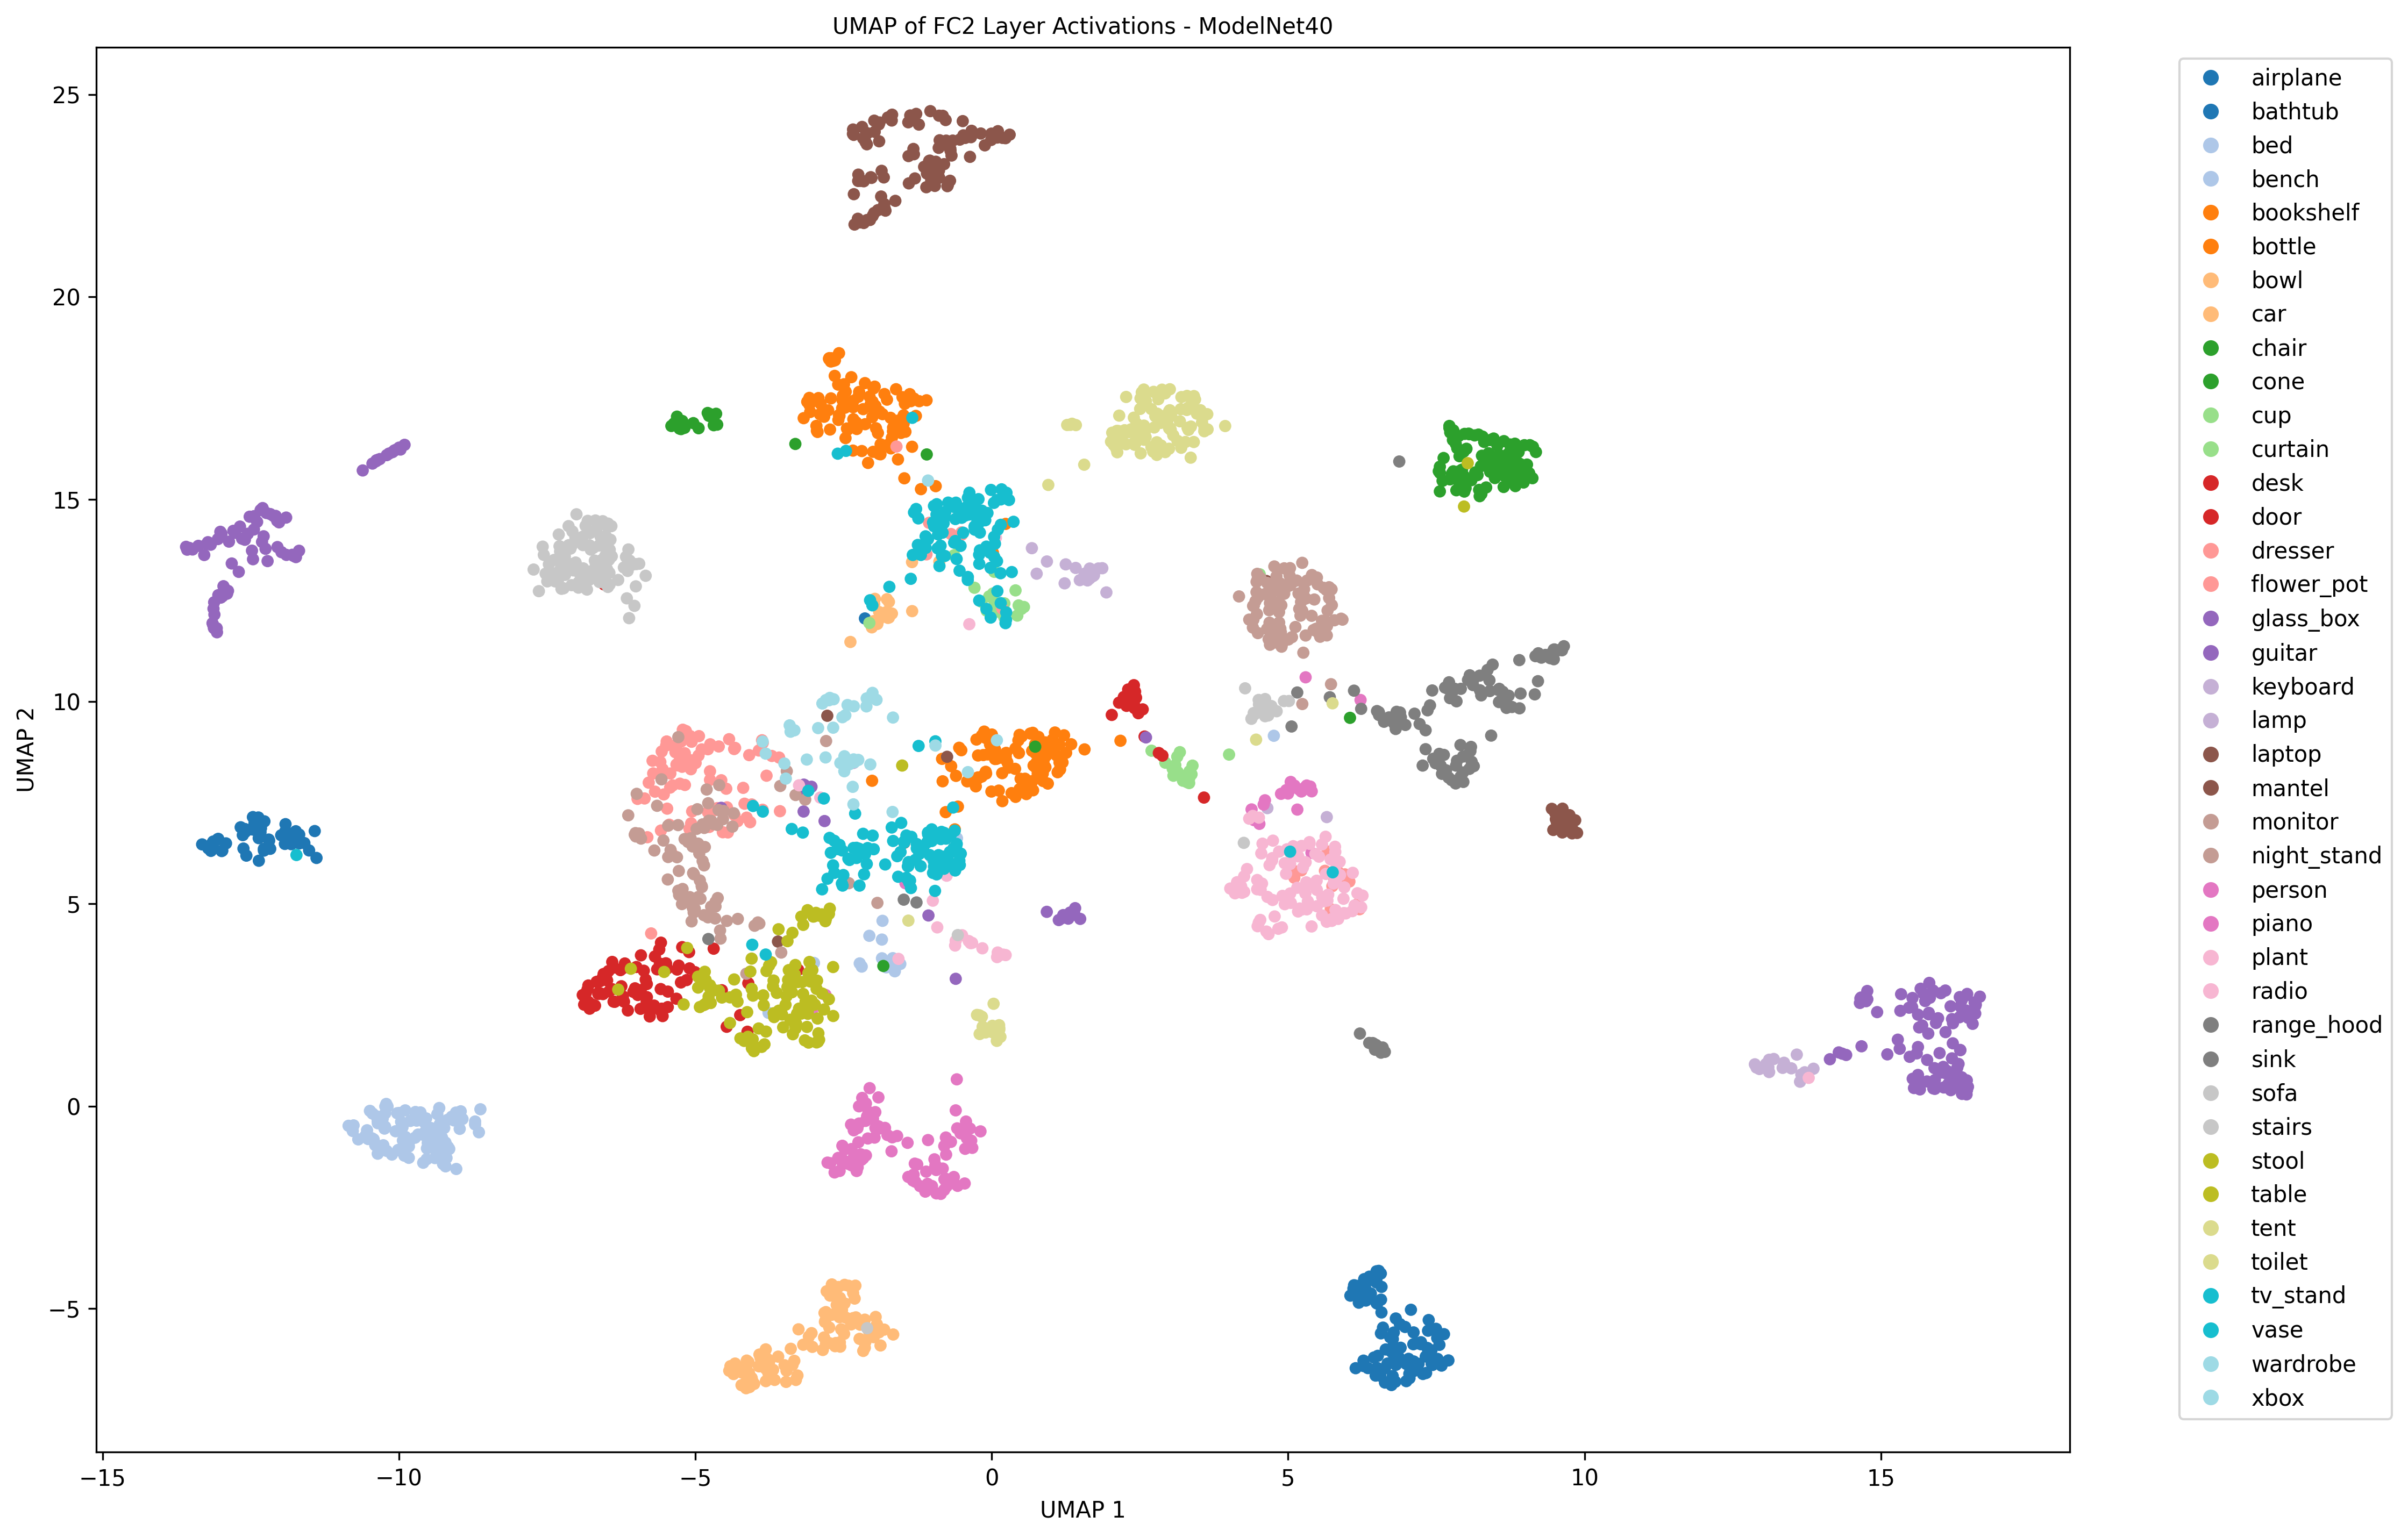 UMAP of FC2 Layer Activations - ModelNet40
25
20
15
10
5
0
−5
UMAP 2
−15
−10
−5
0
5
10
15
UMAP 1
airplane
bathtub
bed
bench
bookshelf
bottle
bowl
car
chair
cone
cup
curtain
desk
door
dresser
flower_pot
glass_box
guitar
keyboard
lamp
laptop
mantel
monitor
night_stand
person
piano
plant
radio
range_hood
sink
sofa
stairs
stool
table
tent
toilet
tv_stand
vase
wardrobe
xbox